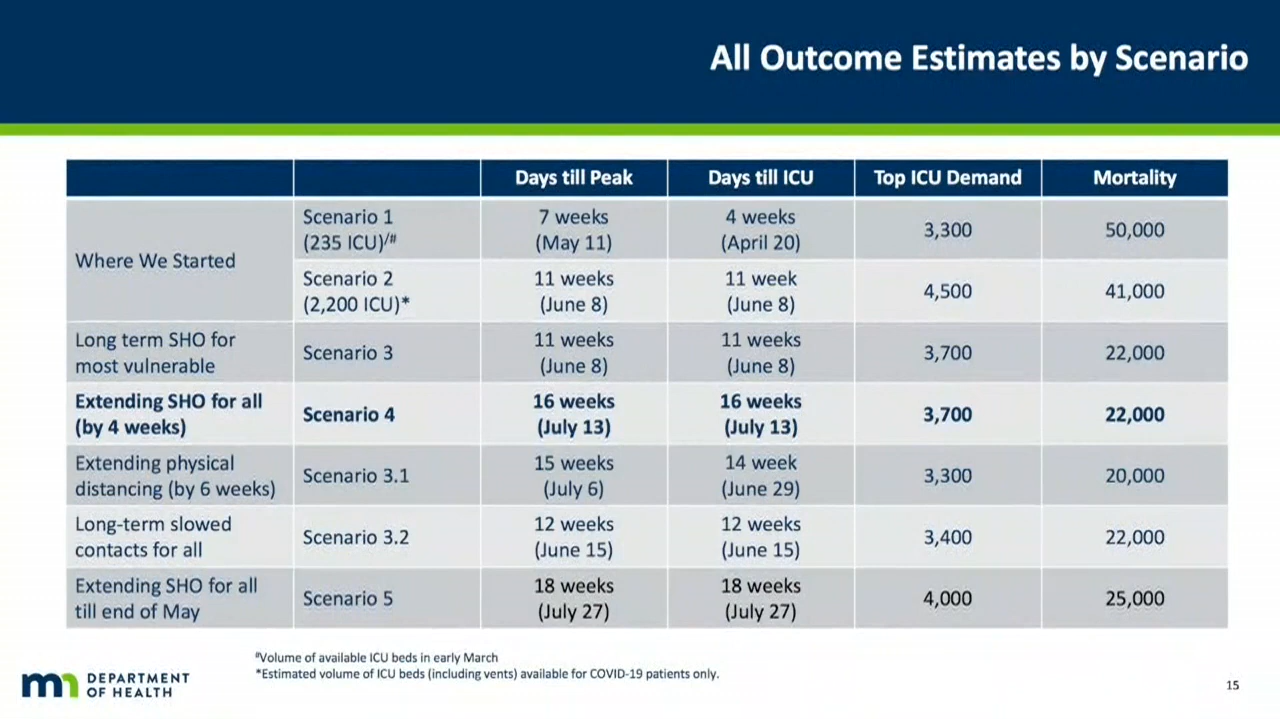 All Outcome Estimates by Scenario
Days till Peak
Days till ICU
Top ICU Demand
Mortality
Where We Started
Scenario 1
(235 ICU)/#
7 weeks
(May 11)
4 weeks
(April 20)
3,300
50,000
Scenario 2
(2,200 ICU)*
11 weeks
(June 8)
11 week
(June 8)
4,500
41,000
Long term SHO for
most vulnerable
Scenario 3
11 weeks
(June 8)
11 weeks
(June 8)
3,700
22,000
Extending SHO for all
(by 4 weeks)
Scenario 4
16 weeks
(July 13)
16 weeks
(July 13)
3,700
22,000
Extending physical
distancing (by 6 weeks)
Scenario 3.1
15 weeks
(July 6)
14 week
(June 29)
3,300
20,000
Long-term slowed
contacts for all
Scenario 3.2
12 weeks
(June 15)
12 weeks
(June 15)
3,400
22,000
Extending SHO for all
till end of May
Scenario 5
18 weeks
(July 27)
18 weeks
(July 27)
4,000
25,000
#Volume of available ICU beds in early March
*Estimated volume of ICU beds (including vents) available for COVID-19 patients only.
mn DEPARTMENT
OF HEALTH
15